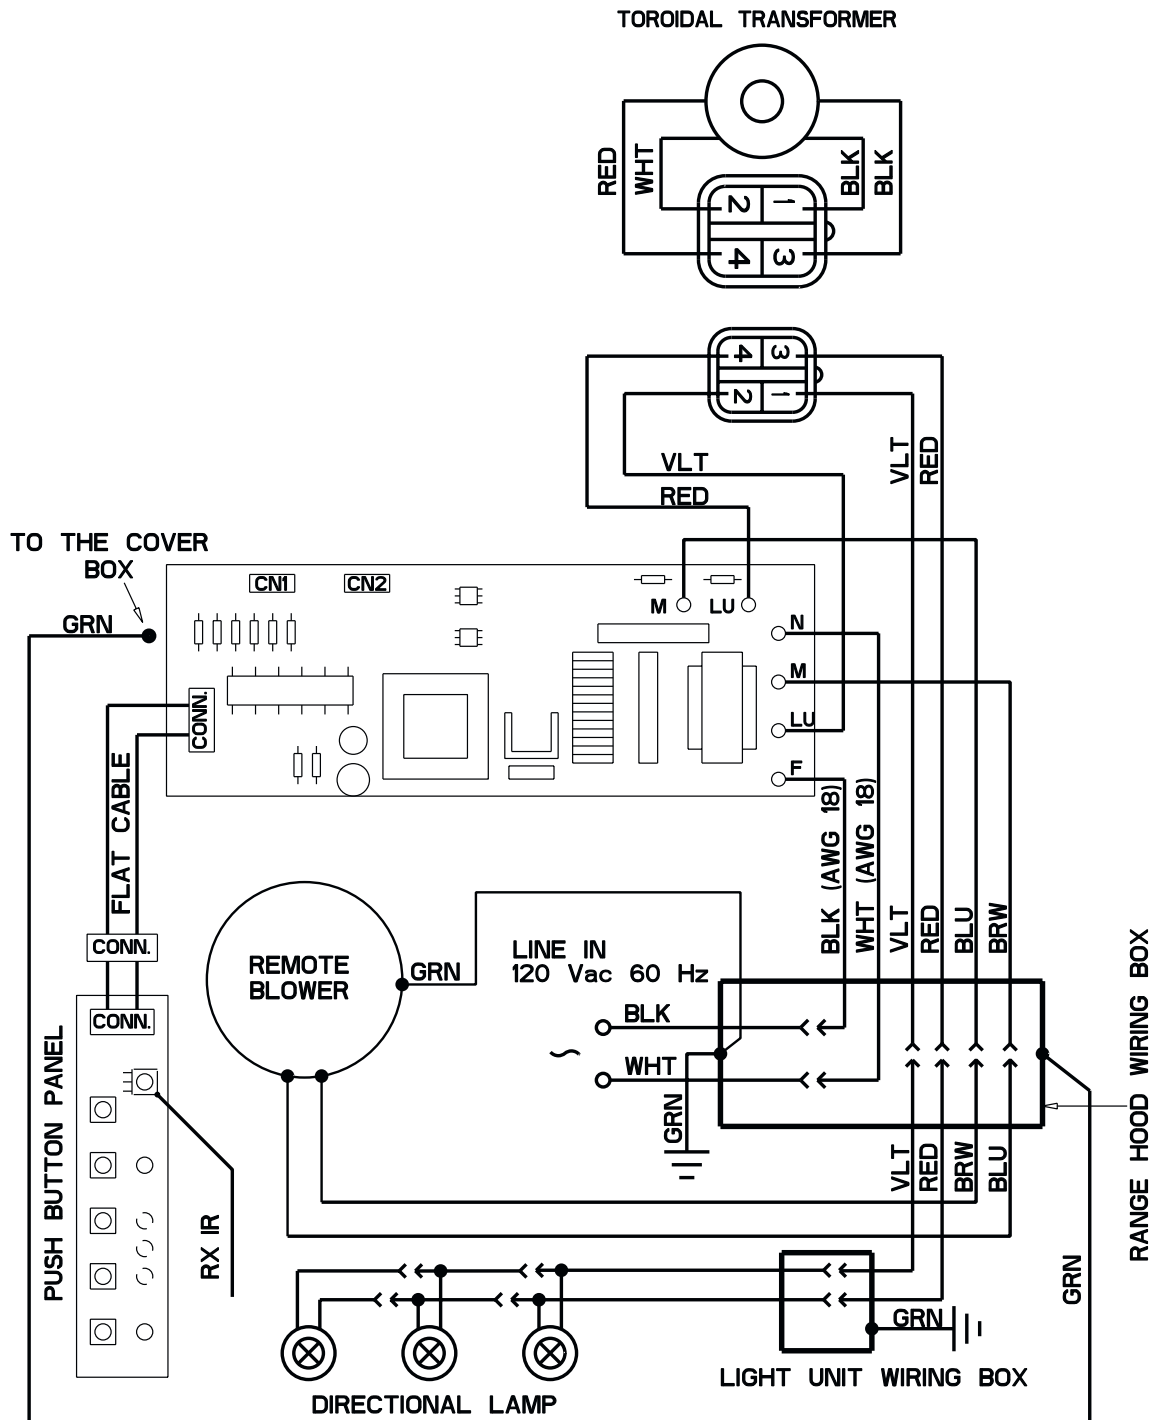 TOROIDAL TRANSFORMER
RED
WHT
BLK
BLK
2
1
4
3
4
3
2
1
VLT
RED
VLT
RED
TO THE COVER
BOX
GRN
CN1
CN2
M
LU
N
M
LU
F
CONN.
FLAT CABLE
BLK (AWG 18)
WHT (AWG 18)
VLT
RED
BLU
BRW
CONN.
CONN.
REMOTE
BLOWER
GRN
LINE IN
120 Vac 60 Hz
BLK
WHT
GRN
RANGE HOOD WIRING BOX
PUSH BUTTON PANEL
RX IR
VLT
RED
BRW
BLU
GRN
GRN
LIGHT UNIT WIRING BOX
DIRECTIONAL LAMP